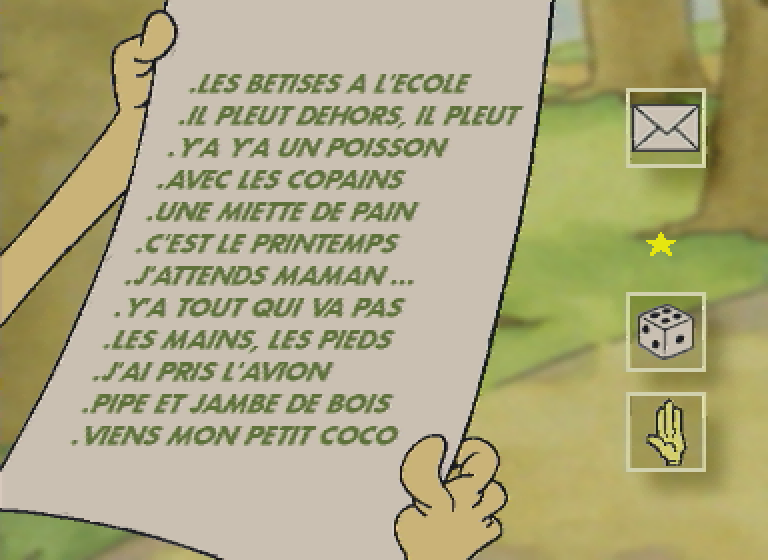 .LES BETISES A L'ECOLE
.IL PLEUT DEHORS, IL PLEUT
.Y'A Y'A UN POISSON
.AVEC LES COPAINS
.UNE MIETTE DE PAIN
.C'EST LE PRINTEMPS
.J'ATTENDS MAMAN ...
.Y'A TOUT QUI VA PAS
.LES MAINS, LES PIEDS
.J'AI PRIS L'AVION
.PIPE ET JAMBE DE BOIS
.VIENS MON PETIT COCO